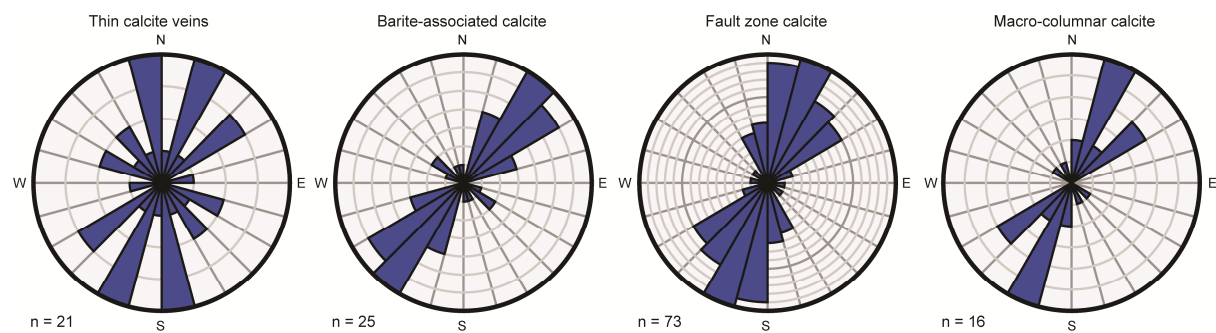 Thin calcite veins
N
W
E
S
n = 21
Barite-associated calcite
N
W
E
S
n = 25
Fault zone calcite
N
W
E
S
n = 73
Macro-columnar calcite
N
W
E
S
n = 16